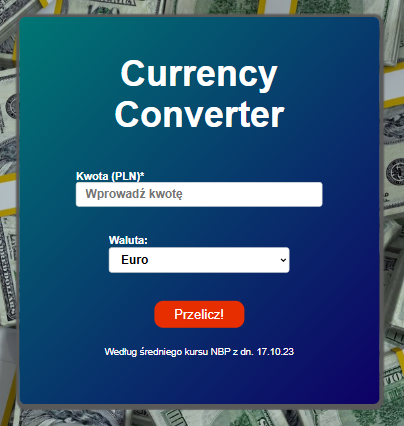 Currency
Converter
Kwota (PLN)*
Wprowadź kwotę
Waluta:
Euro
Przelicz!
Według średniego kursu NBP z dn. 17.10.23